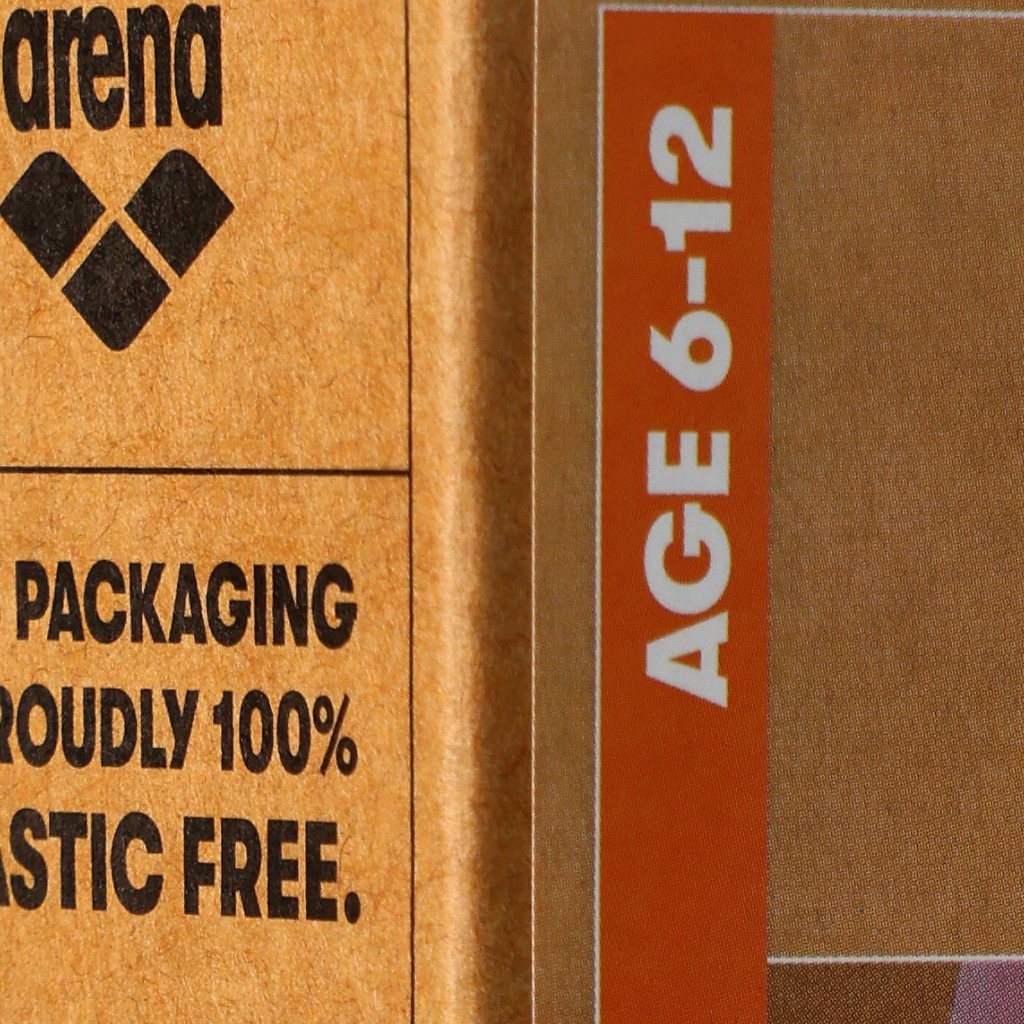 arena
PACKAGING
ROUDLY 100%
ASTIC FREE.
AGE 6-12